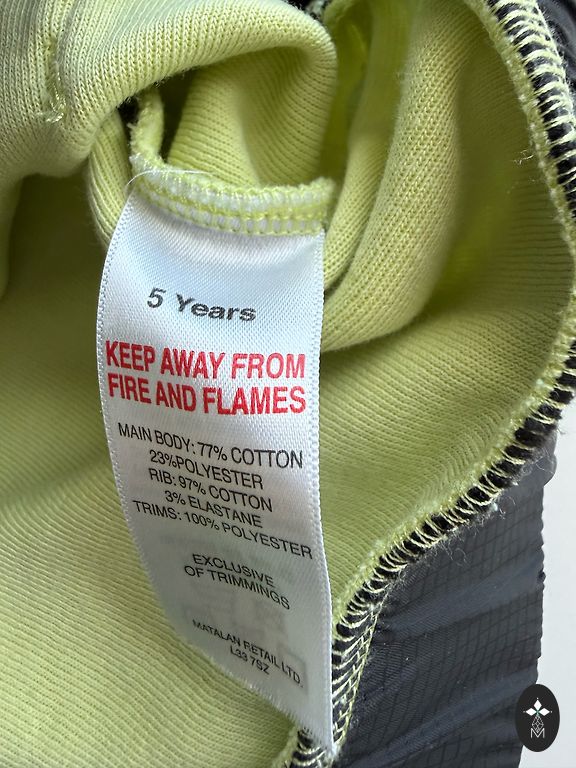 5 Years
KEEP AWAY FROM
FIRE AND FLAMES
MAIN BODY: 77% COTTON
23%POLYESTER
RIB: 97% COTTON
3% ELASTANE
TRIMS: 100% POLYESTER
EXCLUSIVE
OF TRIMMINGS
MATALAN RETAIL LTD.
L33 7SZ
M